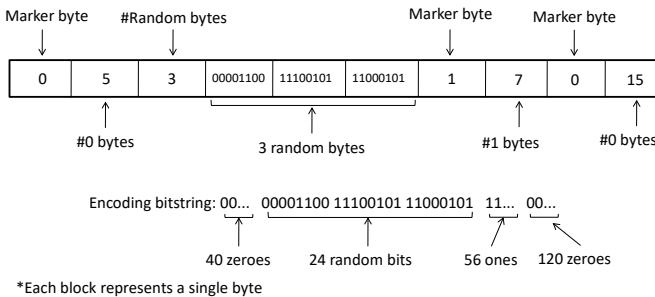 Marker byte #Random bytes Marker byte Marker byte
0 5 3 00001100 11100101 11000101 1 7 0 15
#0 bytes 3 random bytes #1 bytes #0 bytes
Encoding bitstring: 00... 00001100 11100101 11000101 11... 00...
40 zeroes 24 random bits 56 ones 120 zeroes
*Each block represents a single byte